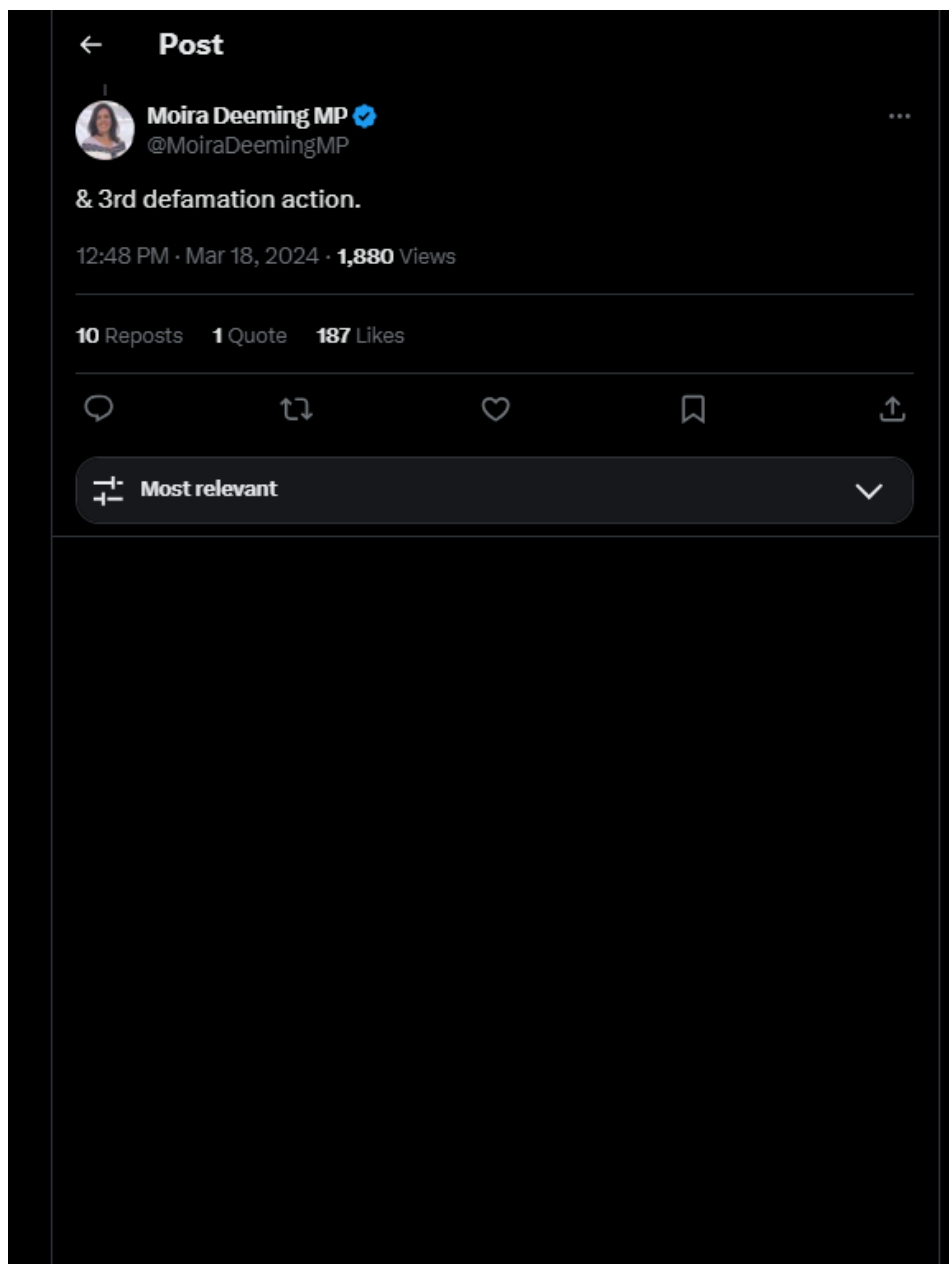 Post
Moira Deeming MP
@MoiraDeemingMP
& 3rd defamation action.
12:48 PM · Mar 18, 2024 · 1,880 Views
10 Reposts 1 Quote 187 Likes
Most relevant